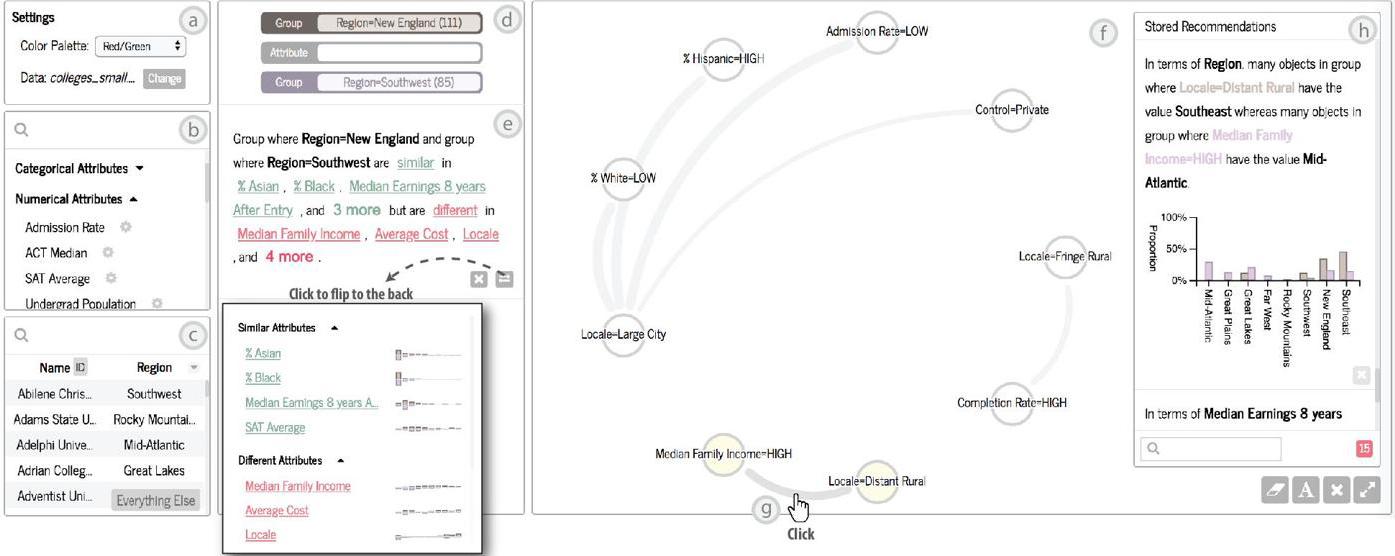 Settings
a
Color Palette: Red/Green
Data: colleges_small... Change
b
Categorical Attributes
Numerical Attributes
Admission Rate
ACT Median
SAT Average
Undergrad Population
c
Name ID Region
Abilene Chris... Southwest
Adams State U... Rocky Mountai...
Adelphi Unive... Mid-Atlantic
Adrian Colleg... Great Lakes
Adventist Uni... Everything Else
d
Group Region=New England (111)
Attribute
Group Region=Southwest (85)
e
Group where Region=New England and group
where Region=Southwest are similar in
% Asian , % Black , Median Earnings 8 years
After Entry , and 3 more but are different in
Median Family Income , Average Cost , Locale
, and 4 more .
Click to flip to the back
Similar Attributes
% Asian
% Black
Median Earnings 8 years A...
SAT Average
Different Attributes
Median Family Income
Average Cost
Locale
f
Admission Rate=LOW
% Hispanic=HIGH
Control=Private
% White=LOW
Locale=Fringe Rural
Locale=Large City
Completion Rate=HIGH
Median Family Income=HIGH
Locale=Distant Rural
g
Click
Stored Recommendations
h
In terms of Region, many objects in group
where Locale=Distant Rural have the
value Southeast whereas many objects in
group where Median Family
Income=HIGH have the value Mid-
Atlantic.
100%
50%
0%
Proportion
Mid-Atlantic
Great Plains
Great Lakes
Far West
Rocky Mountains
Southwest
New England
Southeast
In terms of Median Earnings 8 years
15
A